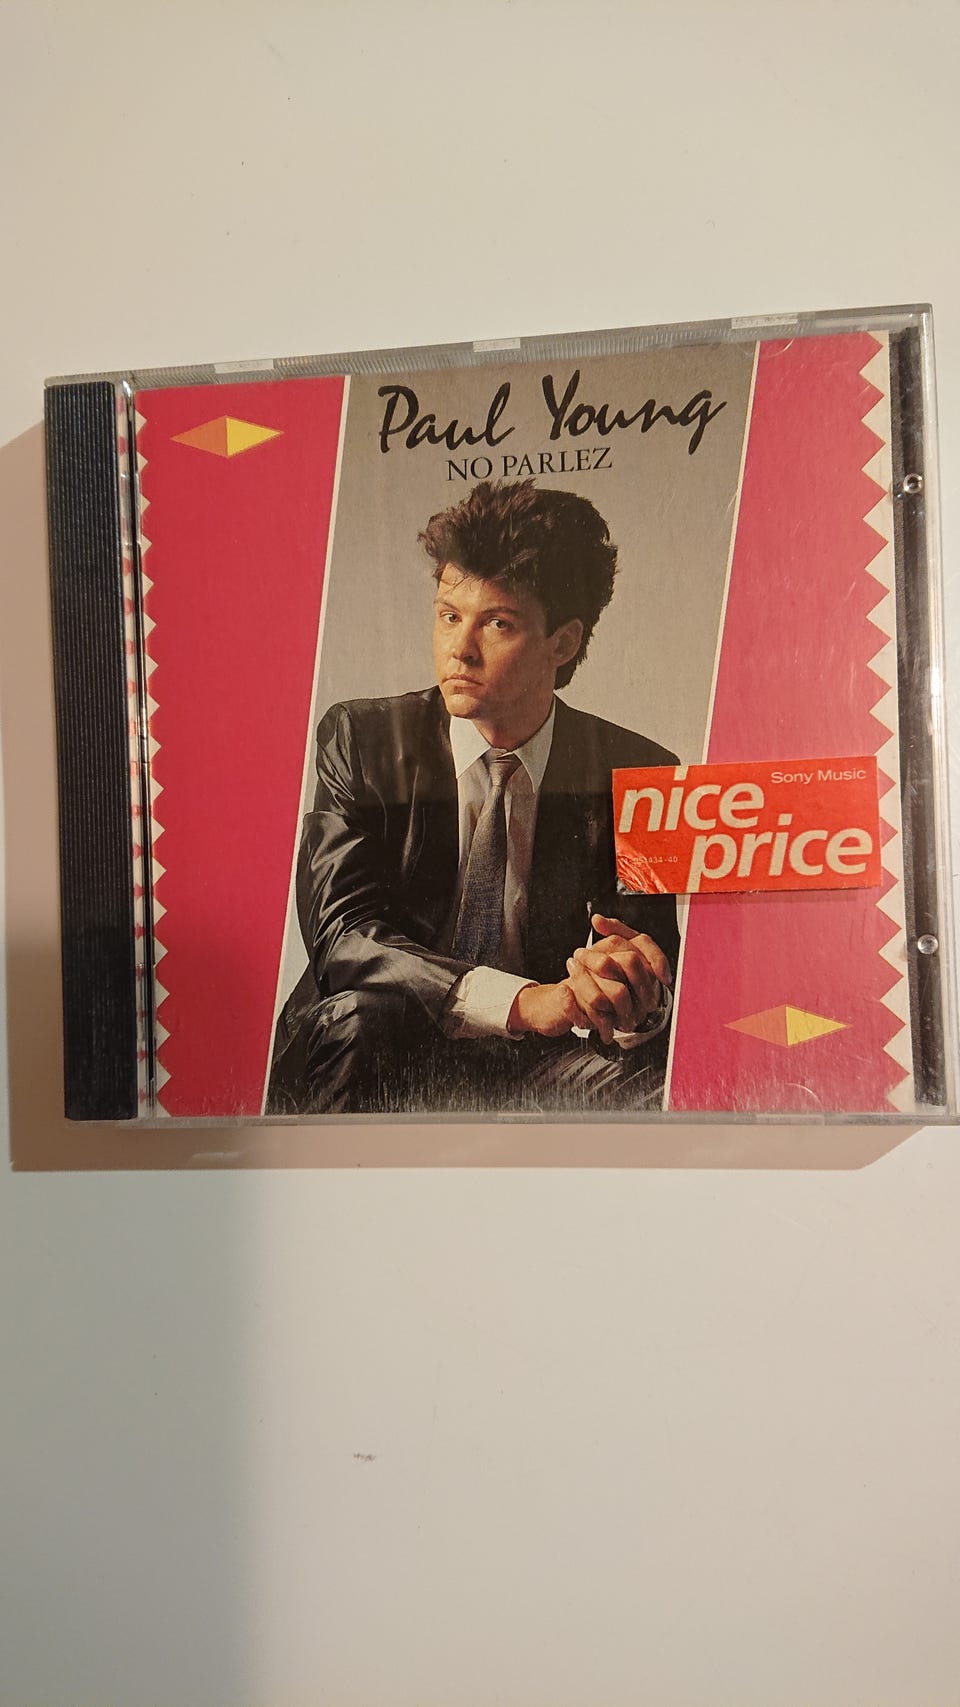 Paul Young
NO PARLEZ
Sony Music
nice
price